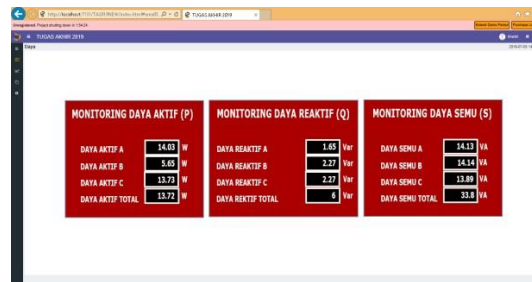 TUGAS AKHIR 2019
TUGAS AKHIR 2019
Daya
MONITORING DAYA AKTIF (P)
DAYA AKTIF A 14.03 W
DAYA AKTIF B 5.65 W
DAYA AKTIF C 13.73 W
DAYA AKTIF TOTAL 13.72 W
MONITORING DAYA REAKTIF (Q)
DAYA REAKTIF A 1.65 Var
DAYA REAKTIF B 2.27 Var
DAYA REAKTIF C 2.27 Var
DAYA REKTIF TOTAL 6 Var
MONITORING DAYA SEMU (S)
DAYA SEMU A 14.13 VA
DAYA SEMU B 14.14 VA
DAYA SEMU C 13.89 VA
DAYA SEMU TOTAL 33.8 VA